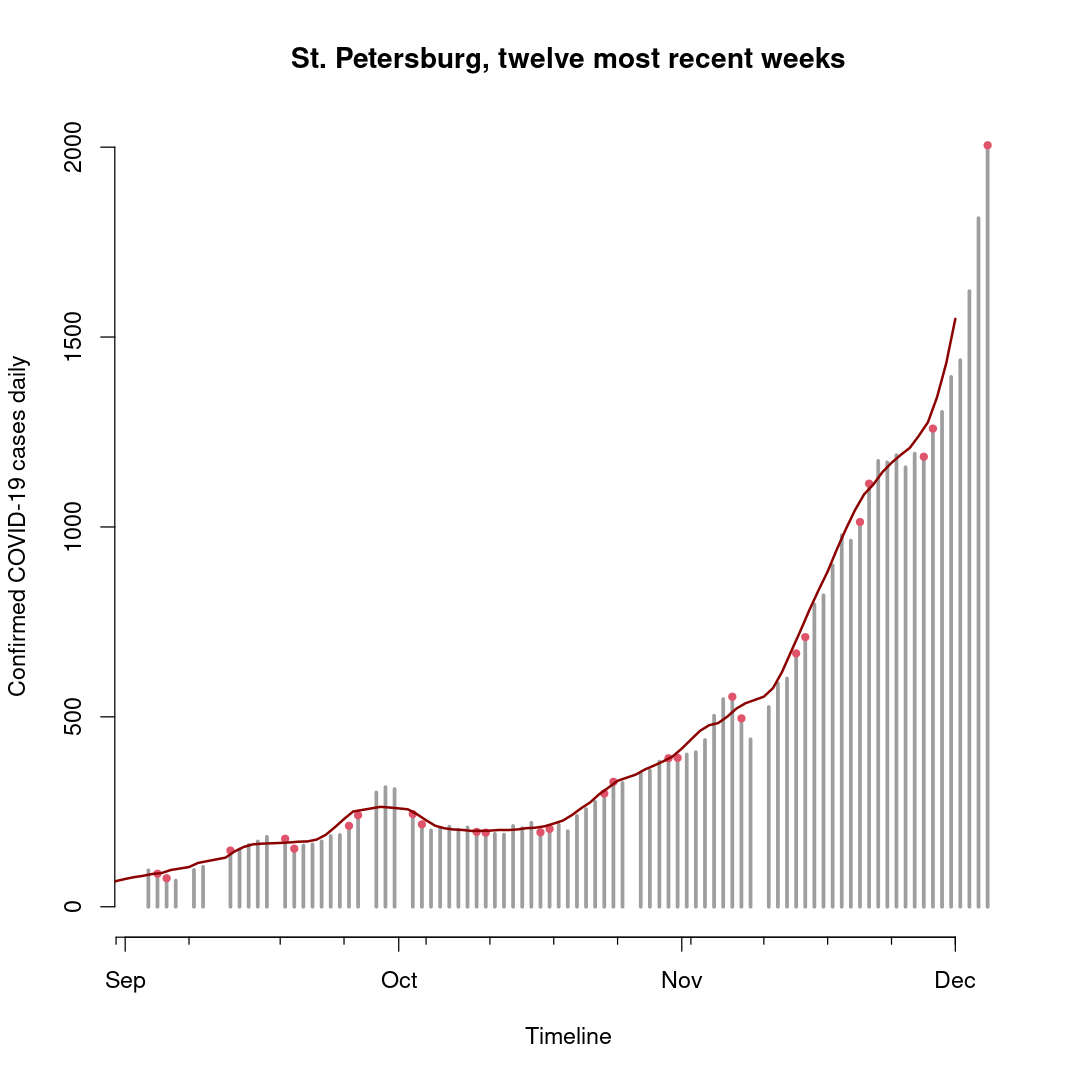 St. Petersburg, twelve most recent weeks
Confirmed COVID-19 cases daily
2000
1500
1000
500
0
Sep Oct Nov Dec
Timeline